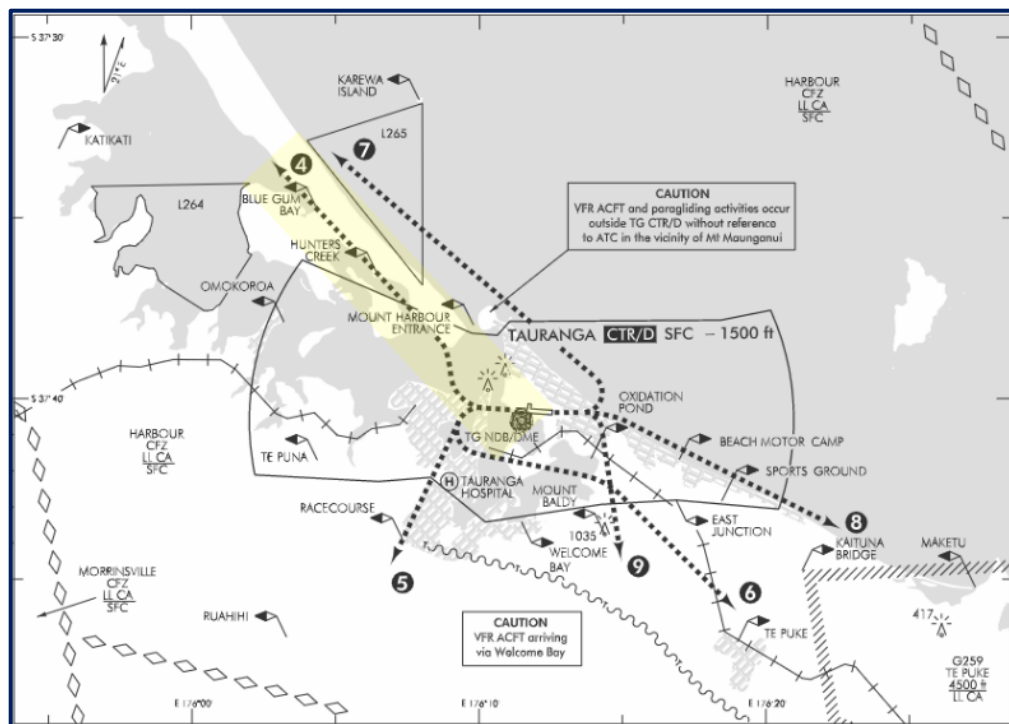 S 37°30'
21°E
KAREWA
ISLAND
HARBOUR
CFZ
LL CA
SFC
L265
KATIKATI
4
7
L264
BLUE GUM
BAY
CAUTION
VFR ACFT and paragliding activities occur
outside TG CTR/D without reference
to ATC in the vicinity of Mt Maunganui
HUNTERS
CREEK
OMOKOROA
MOUNT HARBOUR
ENTRANCE
TAURANGA CTR/D SFC – 1500 ft
S 37°40'
OXIDATION
POND
HARBOUR
CFZ
LL CA
SFC
TG NDB/DME
TE PUNA
BEACH MOTOR CAMP
SPORTS GROUND
H TAURANGA
HOSPITAL
MOUNT
BALDY
RACECOURSE
1035
EAST
JUNCTION
8
KAITUNA
BRIDGE
MAKETU
WELCOME
BAY
5
9
6
MORRINSVILLE
CFZ
LL CA
SFC
RUAHIHI
CAUTION
VFR ACFT arriving
via Welcome Bay
TE PUKE
417
G259
TE PUKE
4500 ft
LL CA
E 176°00
E 176°10
E 176°20